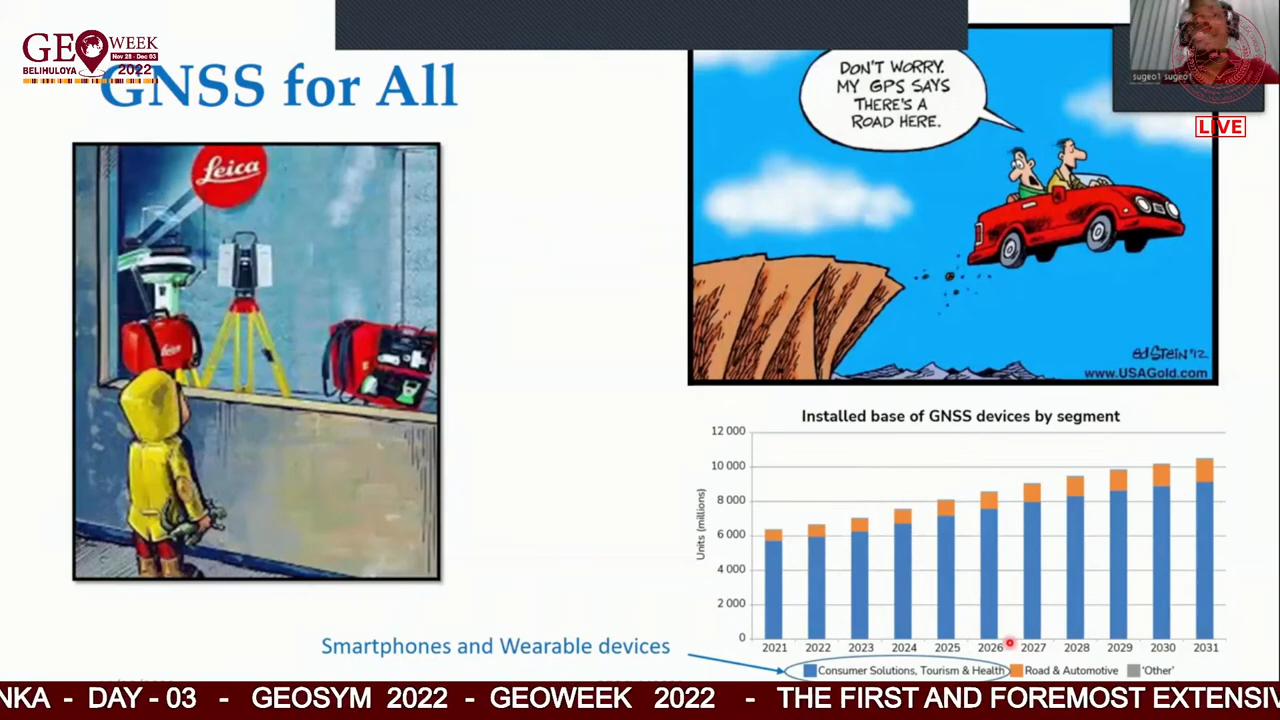 GEOWEEK
Nov 28 - Dec 03
BELIHULOYA 2022
GNSS for All
Leica
Leica
DON'T WORRY.
MY GPS SAYS
THERE'S A
ROAD HERE.
ed Stein '12
www.USAGold.com
sugeo1 sugeo1
LIVE
Installed base of GNSS devices by segment
Units (millions)
12 000
10 000
8 000
6 000
4 000
2 000
0
2021 2022 2023 2024 2025 2026 2027 2028 2029 2030 2031
Smartphones and Wearable devices
Consumer Solutions, Tourism & Health Road & Automotive 'Other'
NKA - DAY - 03 - GEOSYM 2022 - GEOWEEK 2022 - THE FIRST AND FOREMOST EXTENSIV